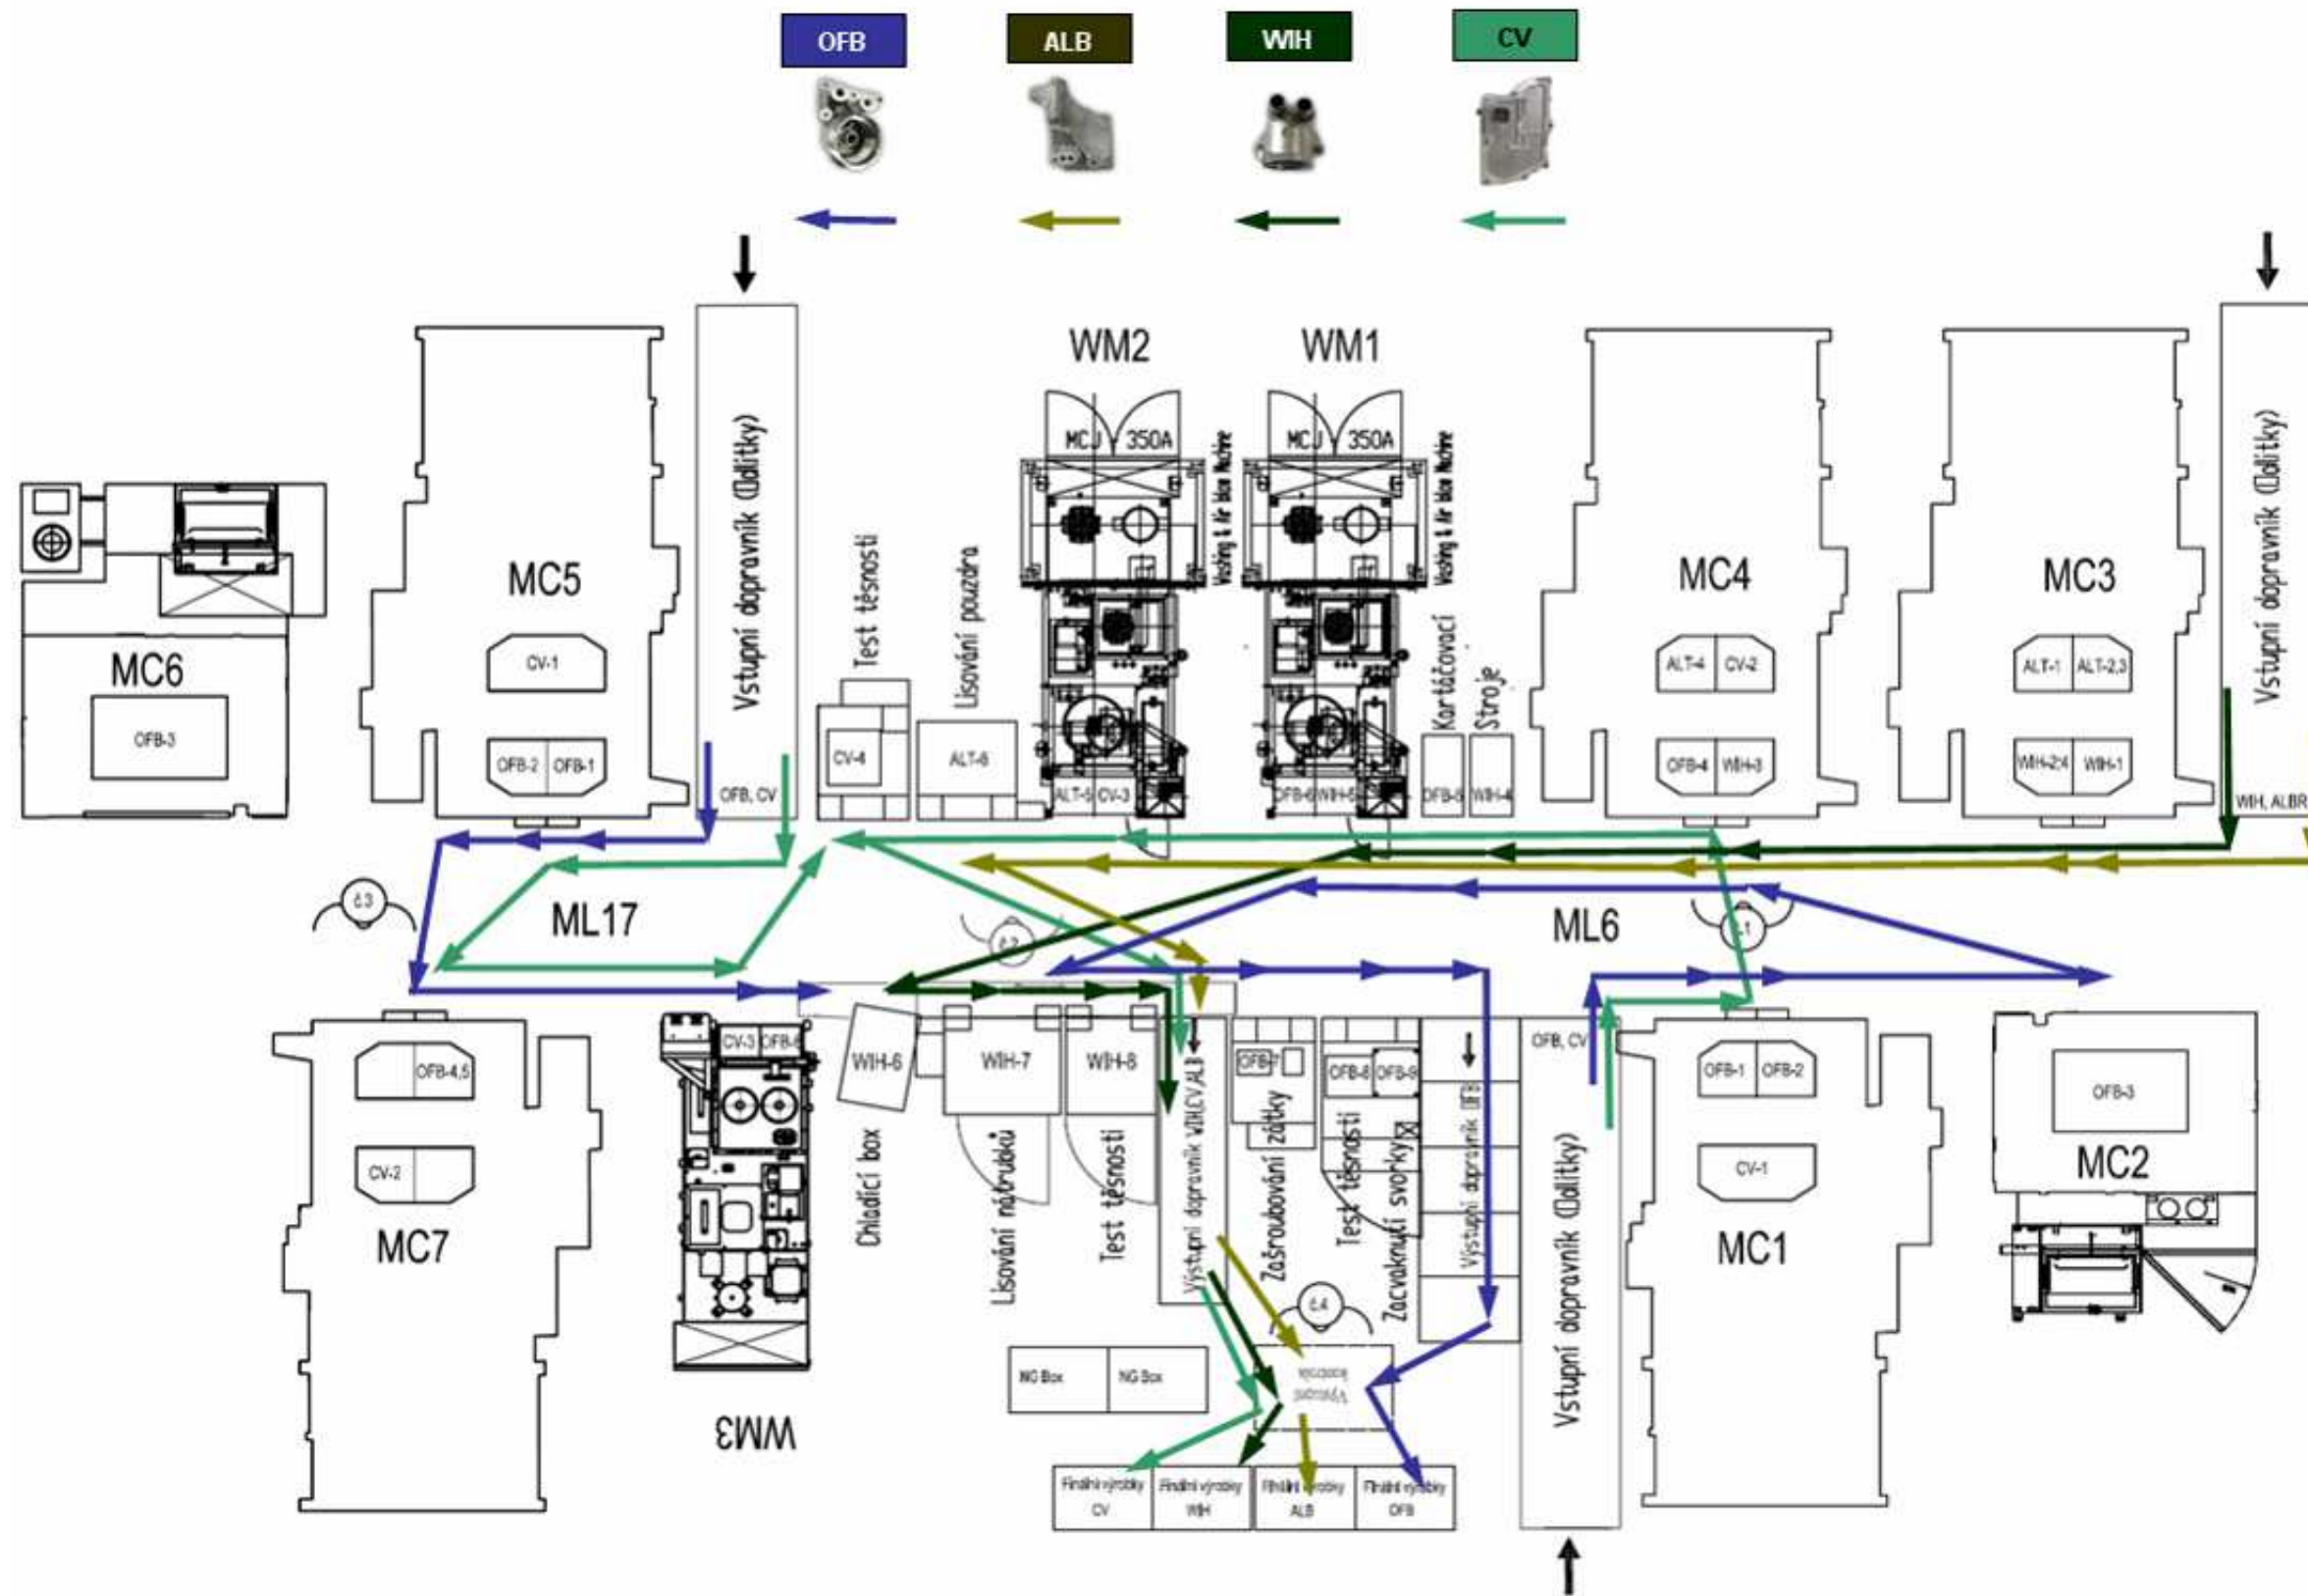 OFB
ALB
WIH
CV
WM2
WM1
MCJ 350A
MCJ 350A
Washing & Air blow Machine
Washing & Air blow Machine
Vstupní dopravník (Odlitky)
Vstupní dopravník (Odlitky)
MC5
MC4
MC3
MC6
Test těsnosti
Lisování pouzdra
Kartáčovací
Stroje
CV-1
ALT-4
CV-2
ALT-1
ALT-2,3
OFB-3
OFB-2
OFB-1
CV-4
ALT-6
ALT-5
CV-3
OFB-6
WIH-5
OFB-5
WIH-4
OFB-4
WIH-3
WIH-2;4
WIH-1
OFB, CV
WIH, ALBR
č.3
ML17
č.2
ML6
OFB-4,5
CV-3
WIH-6
WIH-7
WIH-8
OFB-7
OFB-8
OFB-9
OFB, CV
OFB-1
OFB-2
OFB-3
CV-2
CV-1
MC7
MC1
MC2
Chladící box
Lisování nátrubků
Test těsnosti
Výstupní dopravník WIH,CV,ALB
Zašroubování zátky
Test těsnosti
Zacvaknutí svorky
Výstupní dopravník OFB
Vstupní dopravník (Odlitky)
č.4
WM3
NG Box
NG Box
Výstupní
kontrola
Finální výrobky
CV
Finální výrobky
WIH
Finální výrobky
ALB
Finální výrobky
OFB